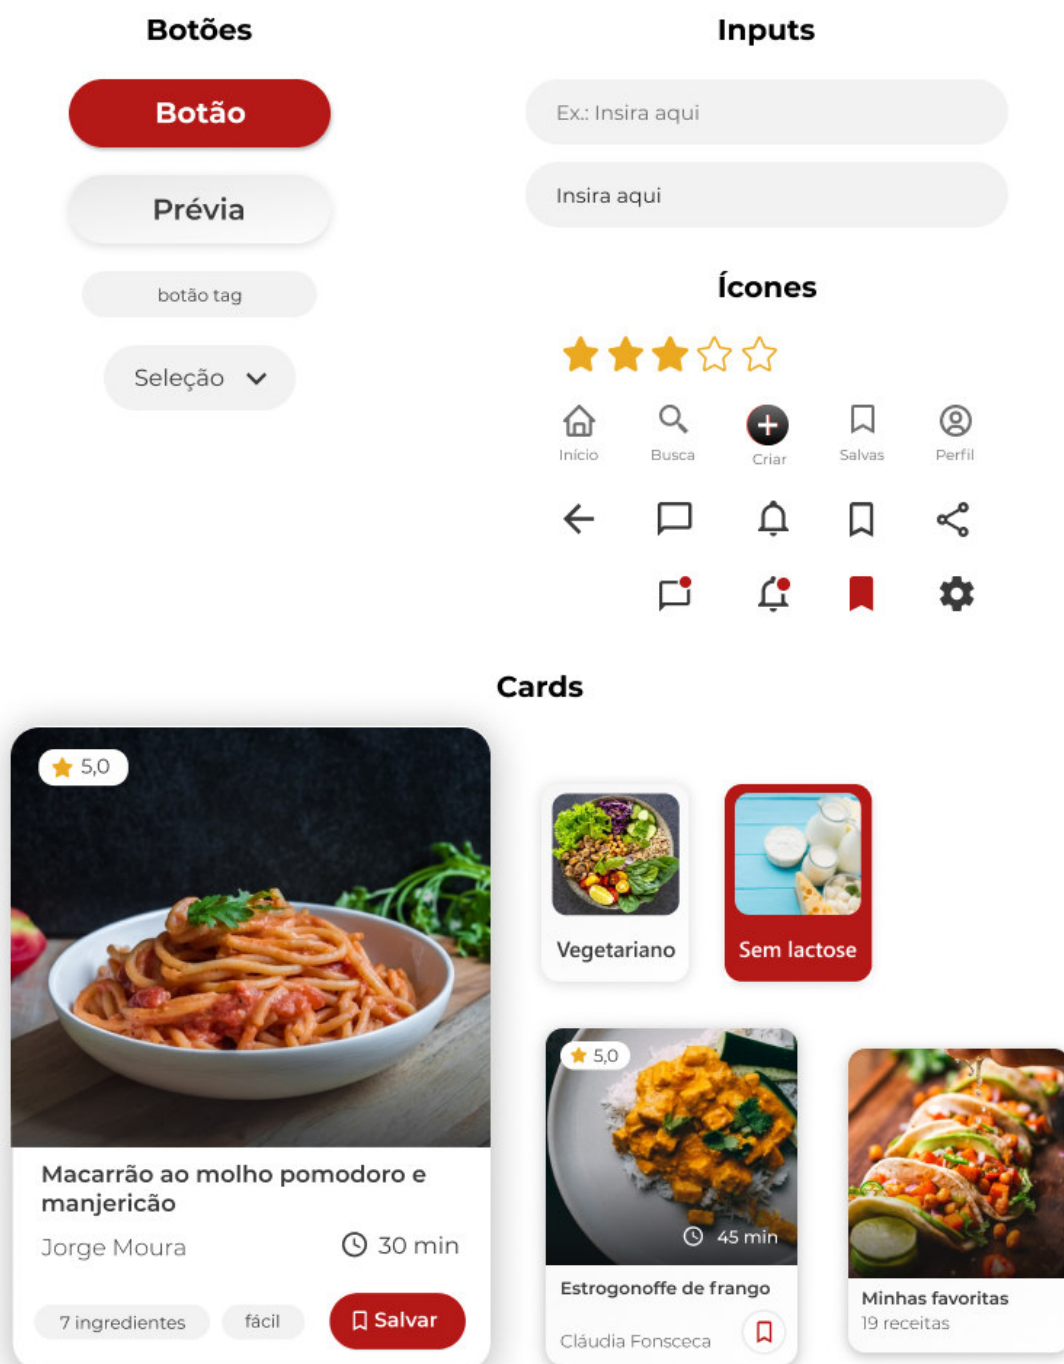 Botões
Botão
Prévia
botão tag
Seleção
Inputs
Ex.: Insira aqui
Insira aqui
Ícones
Início
Busca
Criar
Salvas
Perfil
Cards
5,0
Macarrão ao molho pomodoro e
manjericão
Jorge Moura
30 min
7 ingredientes
fácil
Salvar
Vegetariano
Sem lactose
5,0
45 min
Estrogonoffe de frango
Cláudia Fonsceca
Minhas favoritas
19 receitas